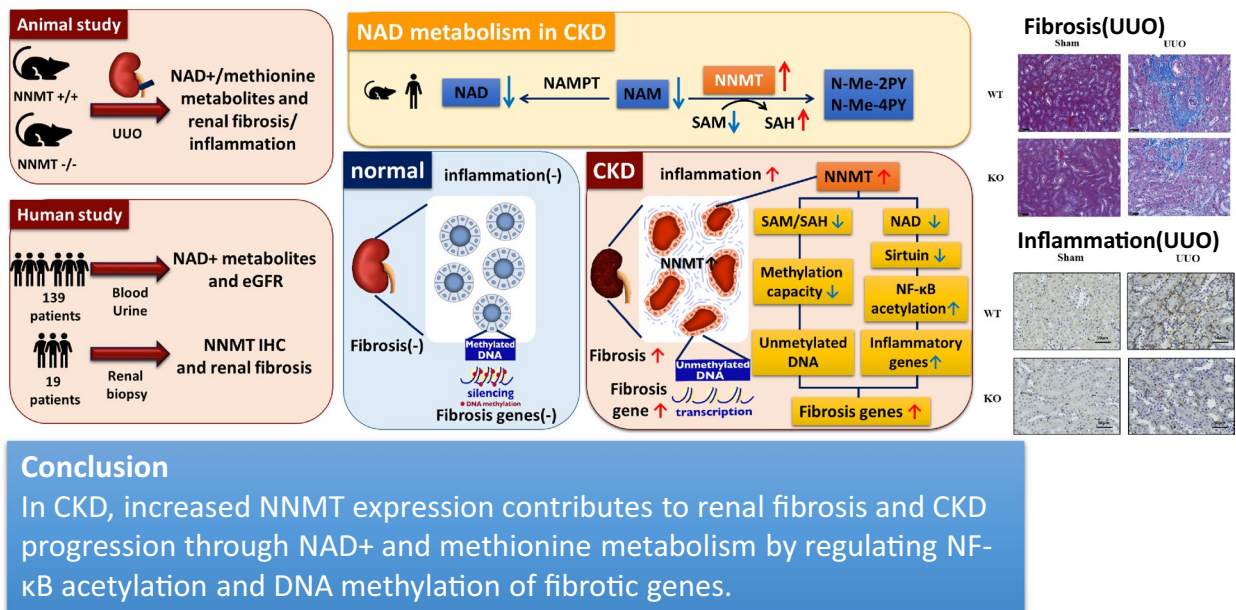 Animal study
NNMT +/+
NNMT -/-
UUO
NAD+/methionine
metabolites and
renal fibrosis/
inflammation
Human study
139
patients
Blood
Urine
NAD+ metabolites
and eGFR
19
patients
Renal
biopsy
NNMT IHC
and renal fibrosis
NAD metabolism in CKD
NAD
NAMPT
NAM
NNMT
SAM
SAH
N-Me-2PY
N-Me-4PY
normal
inflammation(-)
Fibrosis(-)
Methylated
DNA
silencing
DNA methylation
Fibrosis genes(-)
CKD
inflammation ↑
NNMT↑
Fibrosis ↑
Fibrosis
gene ↑
Unmethylated
DNA
transcription
NNMT ↑
SAM/SAH ↓
Methylation
capacity ↓
Unmetylated
DNA
NAD ↓
Sirtuin ↓
NF-κB
acetylation↑
Inflammatory
genes↑
Fibrosis genes ↑
Fibrosis(UUO)
Sham
UUO
WT
KO
Inflammation(UUO)
Sham
UUO
WT
50μm
50μm
KO
50μm
50μm
Conclusion
In CKD, increased NNMT expression contributes to renal fibrosis and CKD
progression through NAD+ and methionine metabolism by regulating NF-
κB acetylation and DNA methylation of fibrotic genes.